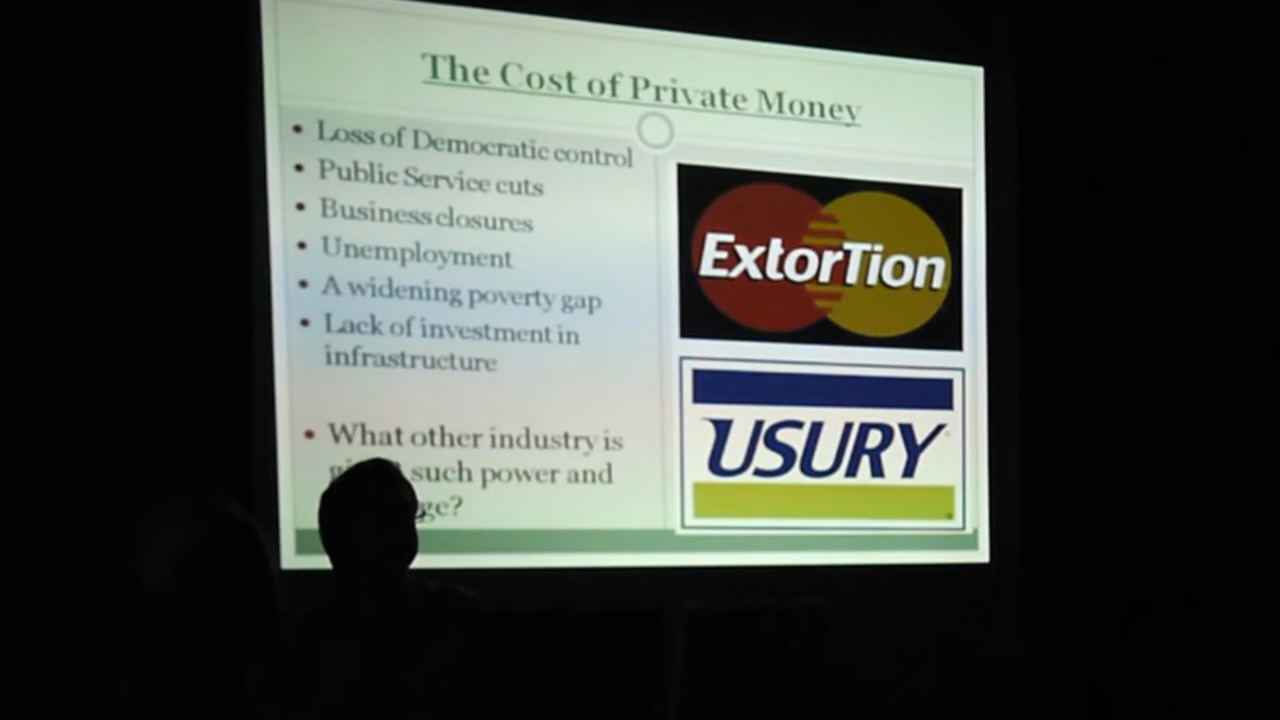 The Cost of Private Money
• Loss of Democratic control
• Public Service cuts
• Business closures
• Unemployment
• A widening poverty gap
• Lack of investment in
infrastructure
• What other industry is
such power and
ExtorTion
USURY